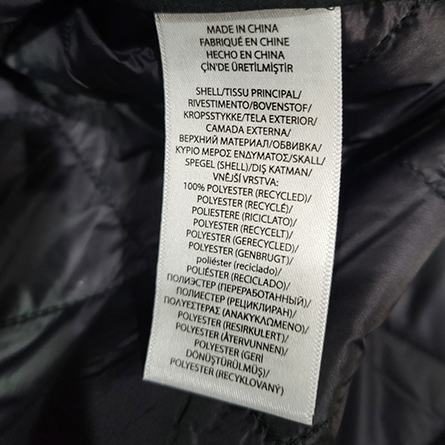 MADE IN CHINA
FABRIQUÉ EN CHINE
HECHO EN CHINA
ÇİN'DE ÜRETİLMİŞTİR
SHELL/TISSU PRINCIPAL/
RIVESTIMENTO/BOVENSTOF/
KROPSSTYKKE/TELA EXTERIOR/
CAMADA EXTERNA/
ВЕРХНИЙ МАТЕРИАЛ/ОБВИВКА/
ΚΥΡΙΟ ΜΕΡΟΣ ΕΝΔΥΜΑΤΟΣ/SKALL/
SPEGEL (SHELL)/DIŞ KATMAN/
VNĚJŠÍ VRSTVA:
100% POLYESTER (RECYCLED)/
POLYESTER (RECYCLÉ)/
POLIESTERE (RICICLATO)/
POLYESTER (RECYCELT)/
POLYESTER (GERECYCLED)/
POLYESTER (GENBRUGT)/
poliéster (reciclado)/
POLIÉSTER (RECICLADO)/
ПОЛИЭСТЕР (ПЕРЕРАБОТАННЫЙ)/
ПОЛИЕСТЕР (РЕЦИКЛИРАН)/
ΠΟΛΥΕΣΤΕΡΑΣ (ΑΝΑΚΥΚΛΩΜΕΝΟ)/
POLYESTER (RESIRKULERT)/
POLYESTER (ÅTERVUNNEN)/
POLYESTER (GERİ
DÖNÜŞTÜRÜLMÜŞ)/
POLYESTER (RECYKLOVANÝ)